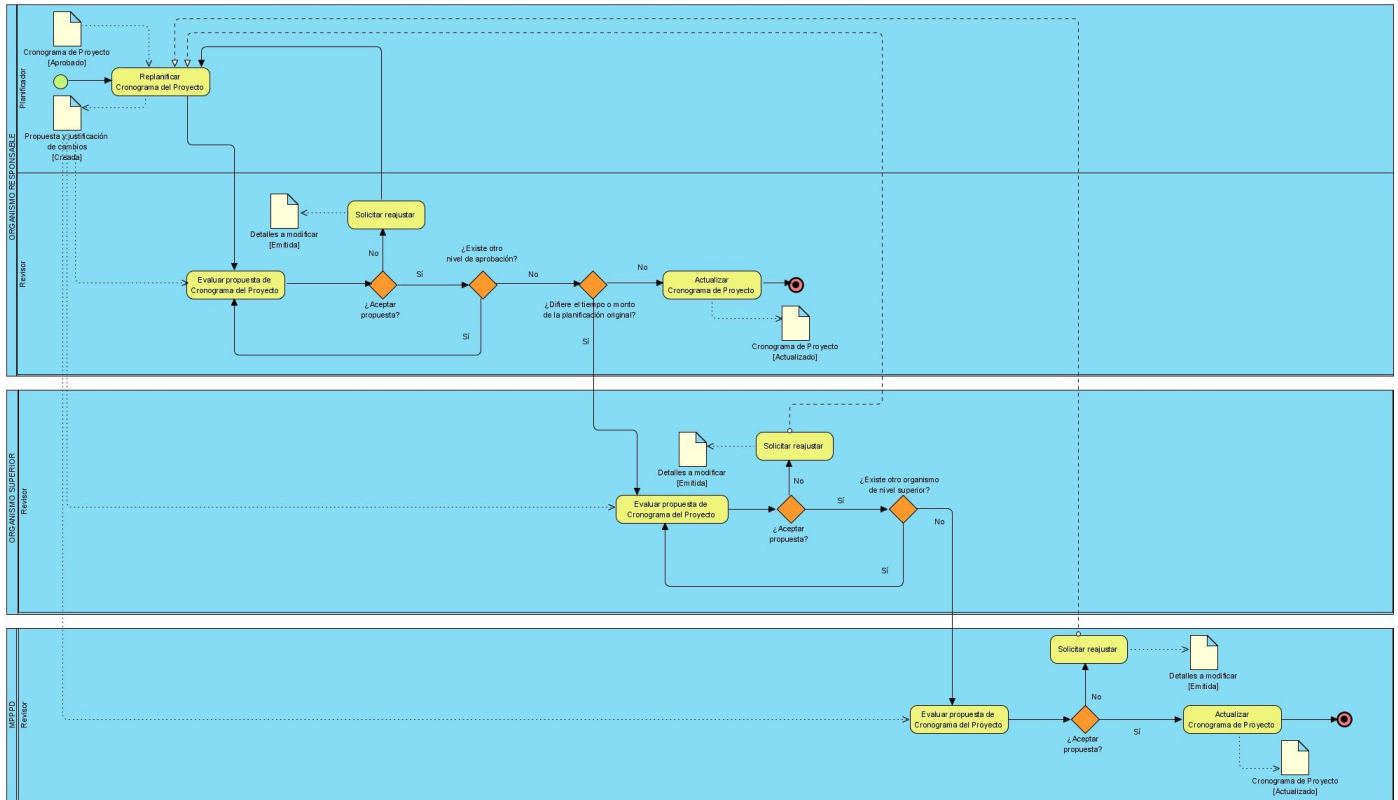 ORGANISMO RESPONSABLE
Planificador
Cronograma de Proyecto
[Aprobado]
Replanificar
Cronograma del Proyecto
Propuesta y justificación
de cambios
[Creada]
Revisor
Detalles a modificar
[Emitida]
Solicitar reajustar
No
Evaluar propuesta de
Cronograma del Proyecto
¿Aceptar
propuesta?
Sí
¿Existe otro
nivel de aprobación?
Sí
No
¿Difiere el tiempo o monto
de la planificación original?
Sí
No
Actualizar
Cronograma de Proyecto
Cronograma de Proyecto
[Actualizado]
ORGANISMO SUPERIOR
Revisor
Detalles a modificar
[Emitida]
Solicitar reajustar
No
Evaluar propuesta de
Cronograma del Proyecto
¿Aceptar
propuesta?
Sí
¿Existe otro organismo
de nivel superior?
No
Sí
MPPPD
Revisor
Solicitar reajustar
Detalles a modificar
[Emitida]
No
Evaluar propuesta de
Cronograma del Proyecto
¿Aceptar
propuesta?
Sí
Actualizar
Cronograma de Proyecto
Cronograma de Proyecto
[Actualizado]